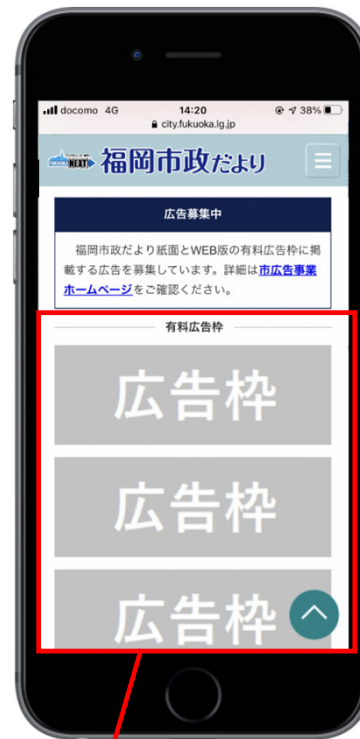 docomo 4G 14:20 38%
city.fukuoka.lg.jp
FUKUOKA NEXT 福岡市政だより
広告募集中
福岡市政だより紙面とWEB版の有料広告枠に掲
載する広告を募集しています。詳細は市広告事業
ホームページをご確認ください。
有料広告枠
広告枠
広告枠
広告枠